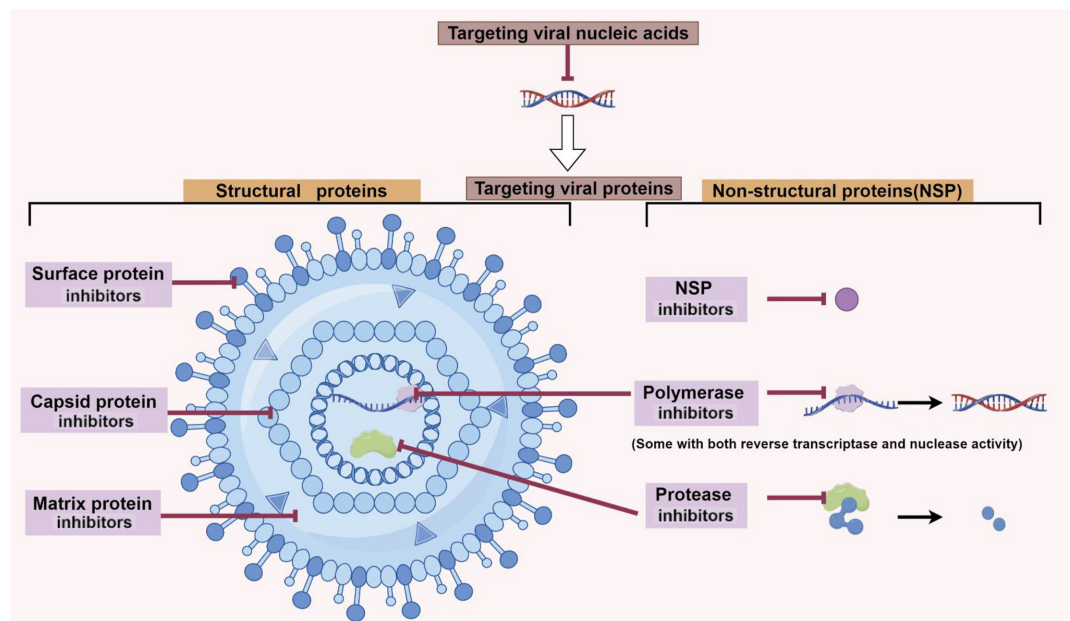 Targeting viral nucleic acids
Structural proteins
Targeting viral proteins
Non-structural proteins(NSP)
Surface protein
inhibitors
Capsid protein
inhibitors
Matrix protein
inhibitors
NSP
inhibitors
Polymerase
inhibitors
(Some with both reverse transcriptase and nuclease activity)
Protease
inhibitors